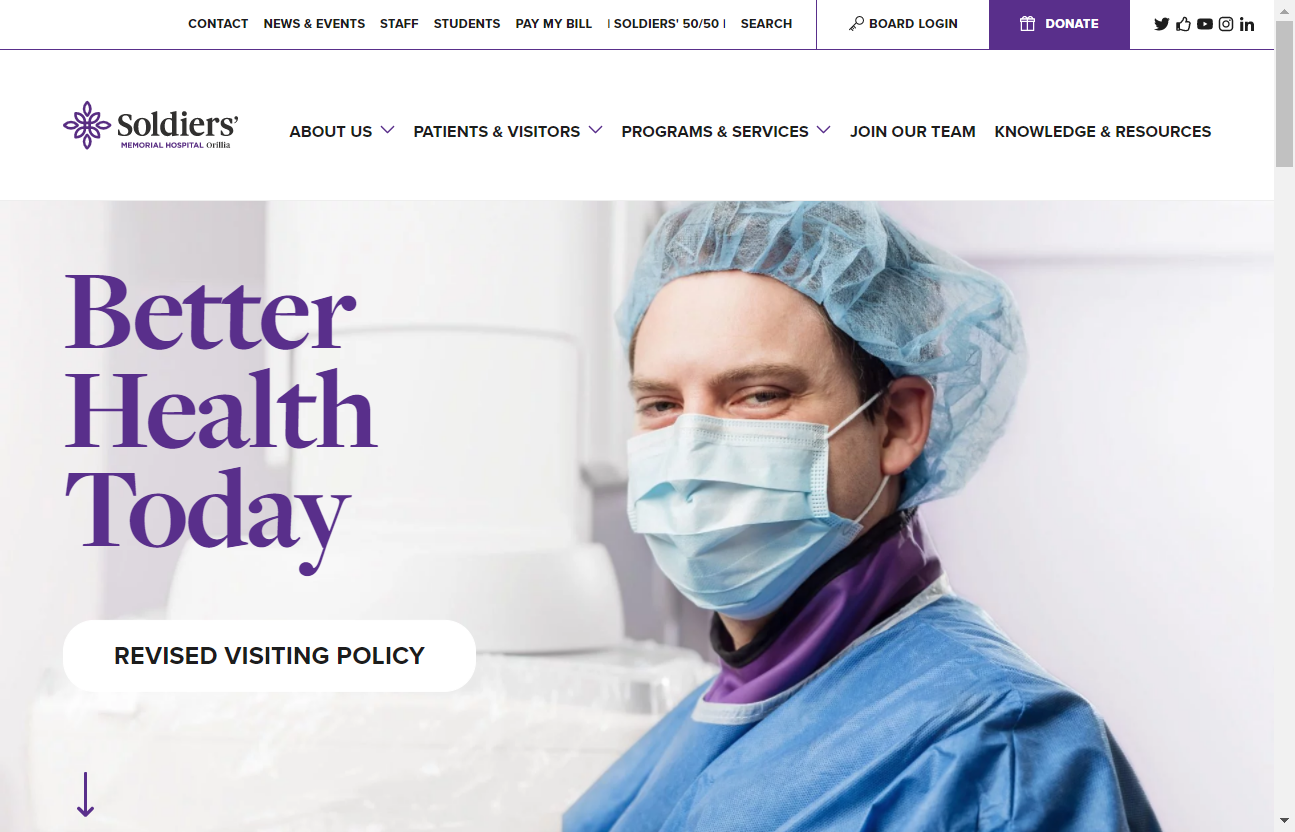 CONTACT NEWS & EVENTS STAFF STUDENTS PAY MY BILL | SOLDIERS' 50/50 | SEARCH BOARD LOGIN DONATE
Soldiers'
MEMORIAL HOSPITAL Orillia
ABOUT US PATIENTS & VISITORS PROGRAMS & SERVICES JOIN OUR TEAM KNOWLEDGE & RESOURCES
Better
Health
Today
REVISED VISITING POLICY